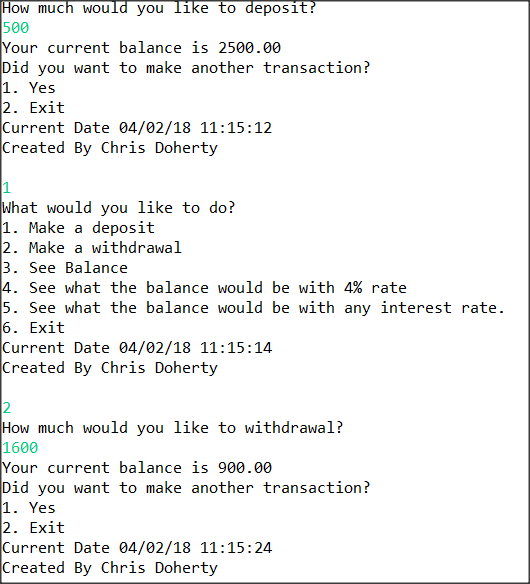 How much would you like to deposit?
500
Your current balance is 2500.00
Did you want to make another transaction?
1. Yes
2. Exit
Current Date 04/02/18 11:15:12
Created By Chris Doherty
1
What would you like to do?
1. Make a deposit
2. Make a withdrawal
3. See Balance
4. See what the balance would be with 4% rate
5. See what the balance would be with any interest rate.
6. Exit
Current Date 04/02/18 11:15:14
Created By Chris Doherty
2
How much would you like to withdrawal?
1600
Your current balance is 900.00
Did you want to make another transaction?
1. Yes
2. Exit
Current Date 04/02/18 11:15:24
Created By Chris Doherty